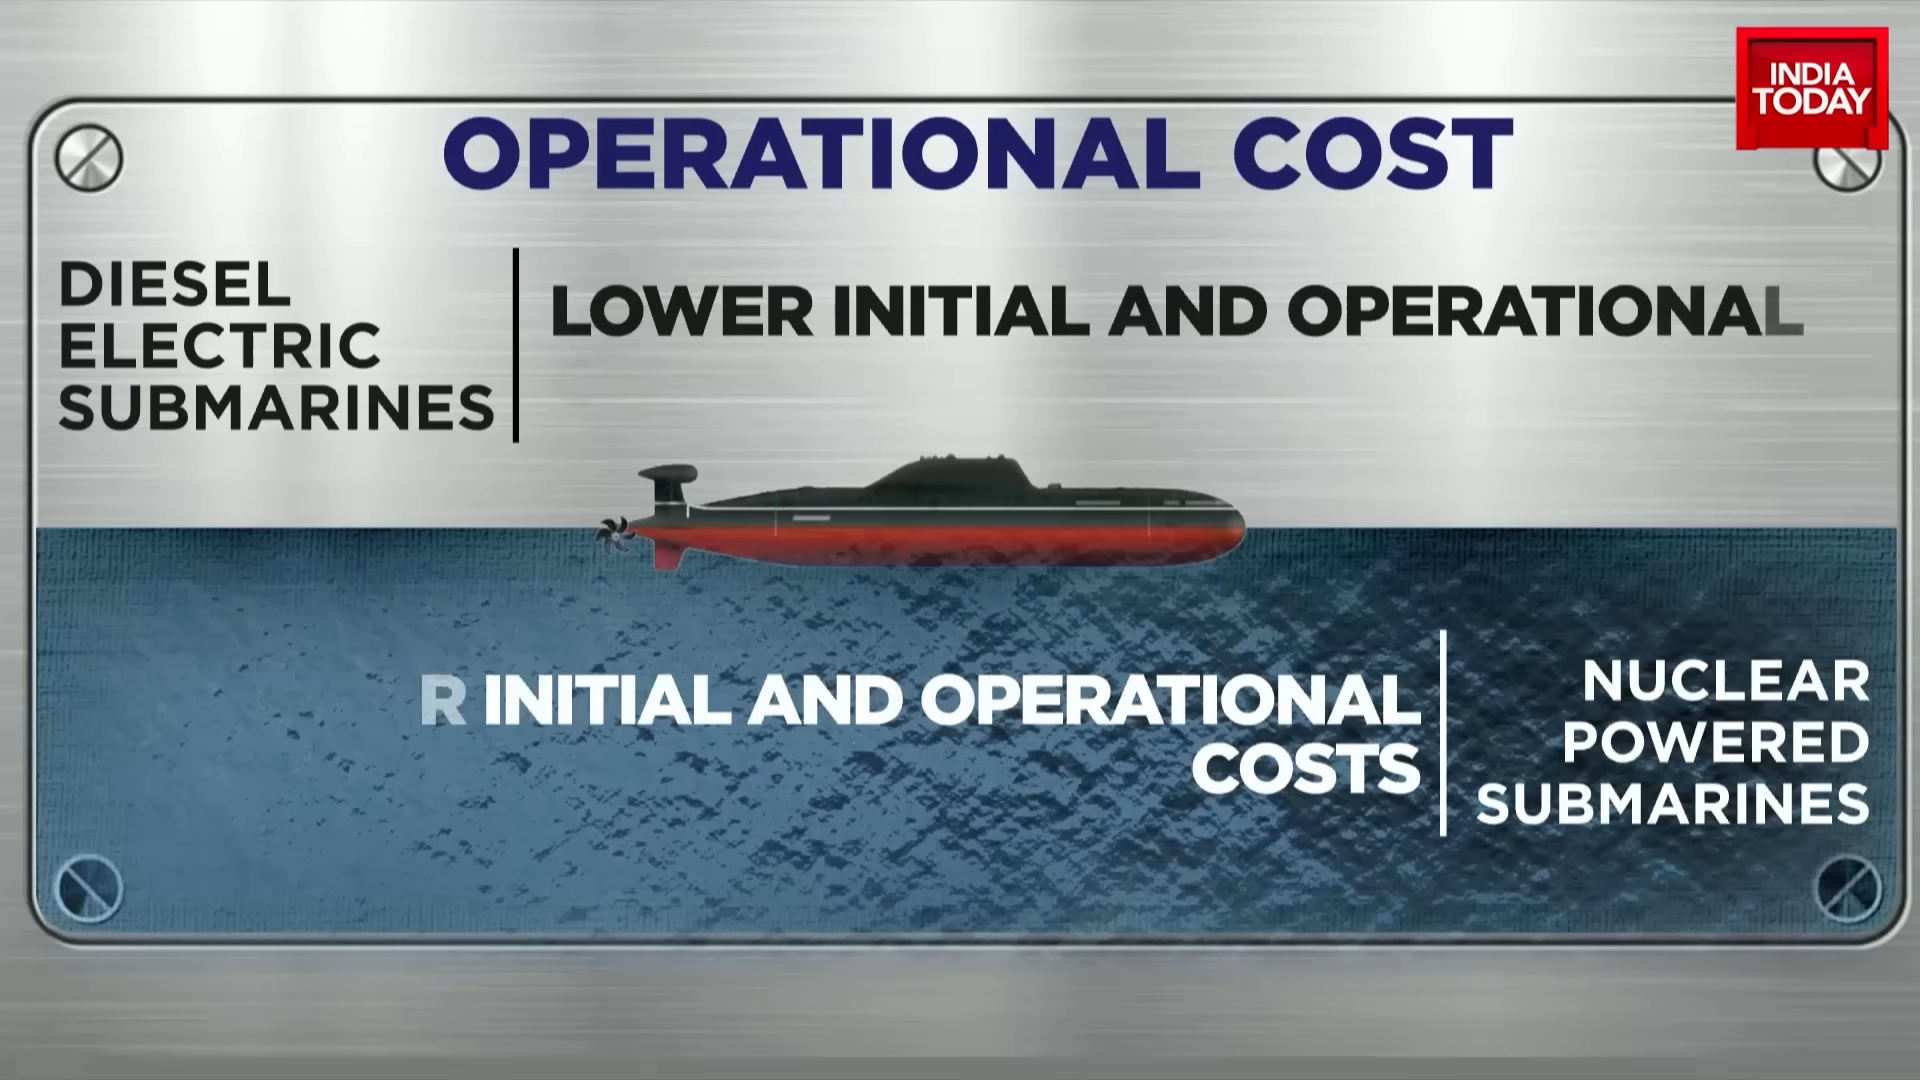 INDIA
TODAY
OPERATIONAL COST
DIESEL
ELECTRIC
SUBMARINES
LOWER INITIAL AND OPERATIONAL
R INITIAL AND OPERATIONAL
COSTS
NUCLEAR
POWERED
SUBMARINES